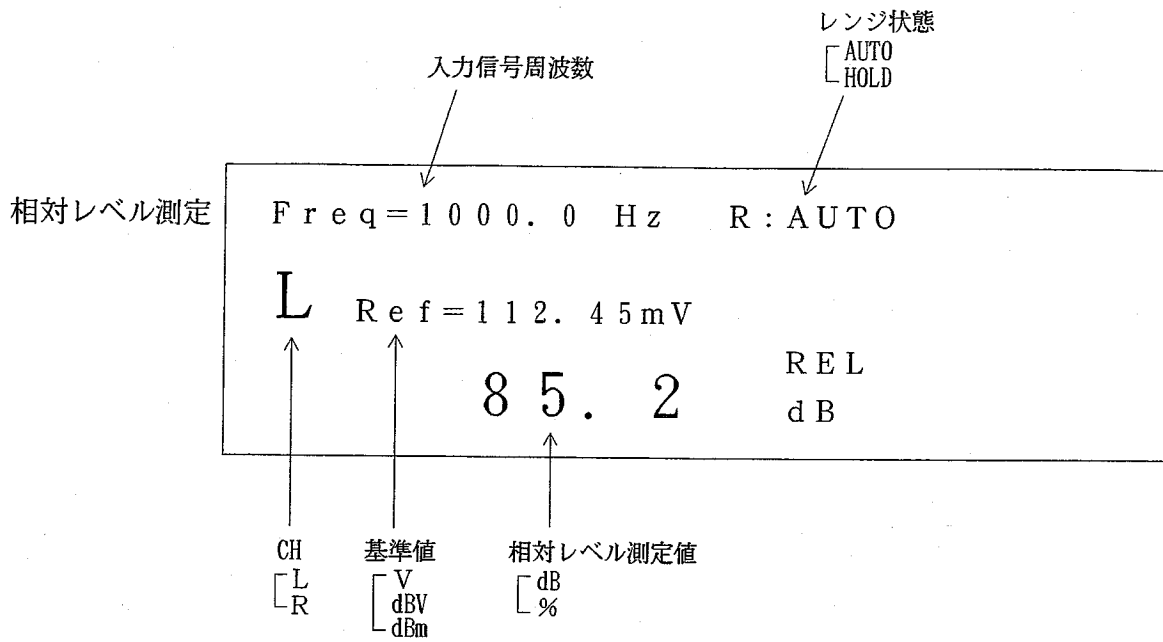 レンジ状態
AUTO
HOLD
入力信号周波数
相対レベル測定
Freq=1000.0 Hz R:AUTO
L Ref=112.45mV
85.2 REL
dB
CH
L
R
基準値
V
dBV
dBm
相対レベル測定値
dB
%